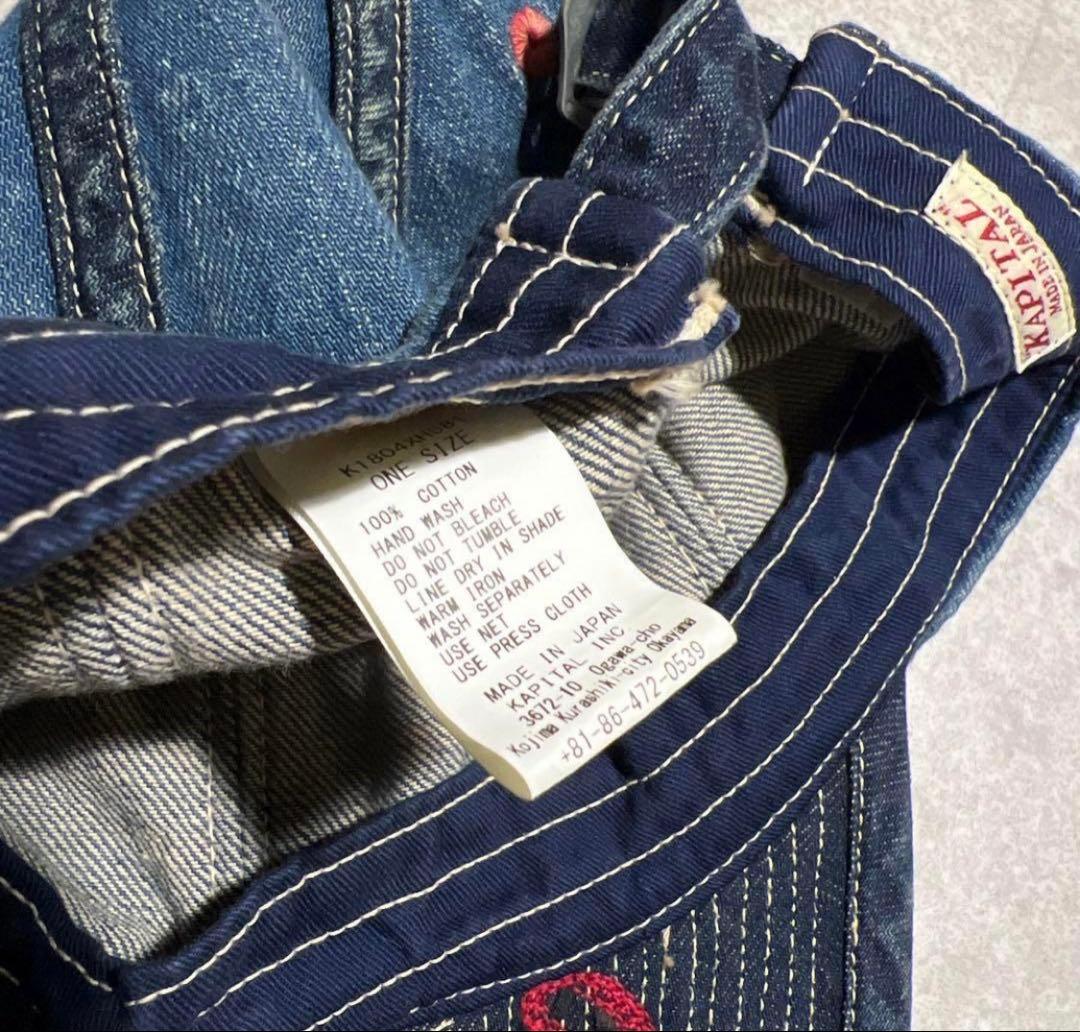 "KAPITAL"
MADE IN JAPAN
ONE SIZE
100% COTTON
HAND WASH
DO NOT BLEACH
DO NOT TUMBLE
LINE DRY IN SHADE
WARM IRON
WASH SEPARATELY
USE NET
USE PRESS CLOTH
MADE IN JAPAN
KAPITAL INC
3672-10 Ogawa-cho
Kojima Kurashiki-city Okayama
+81-86-472-0539